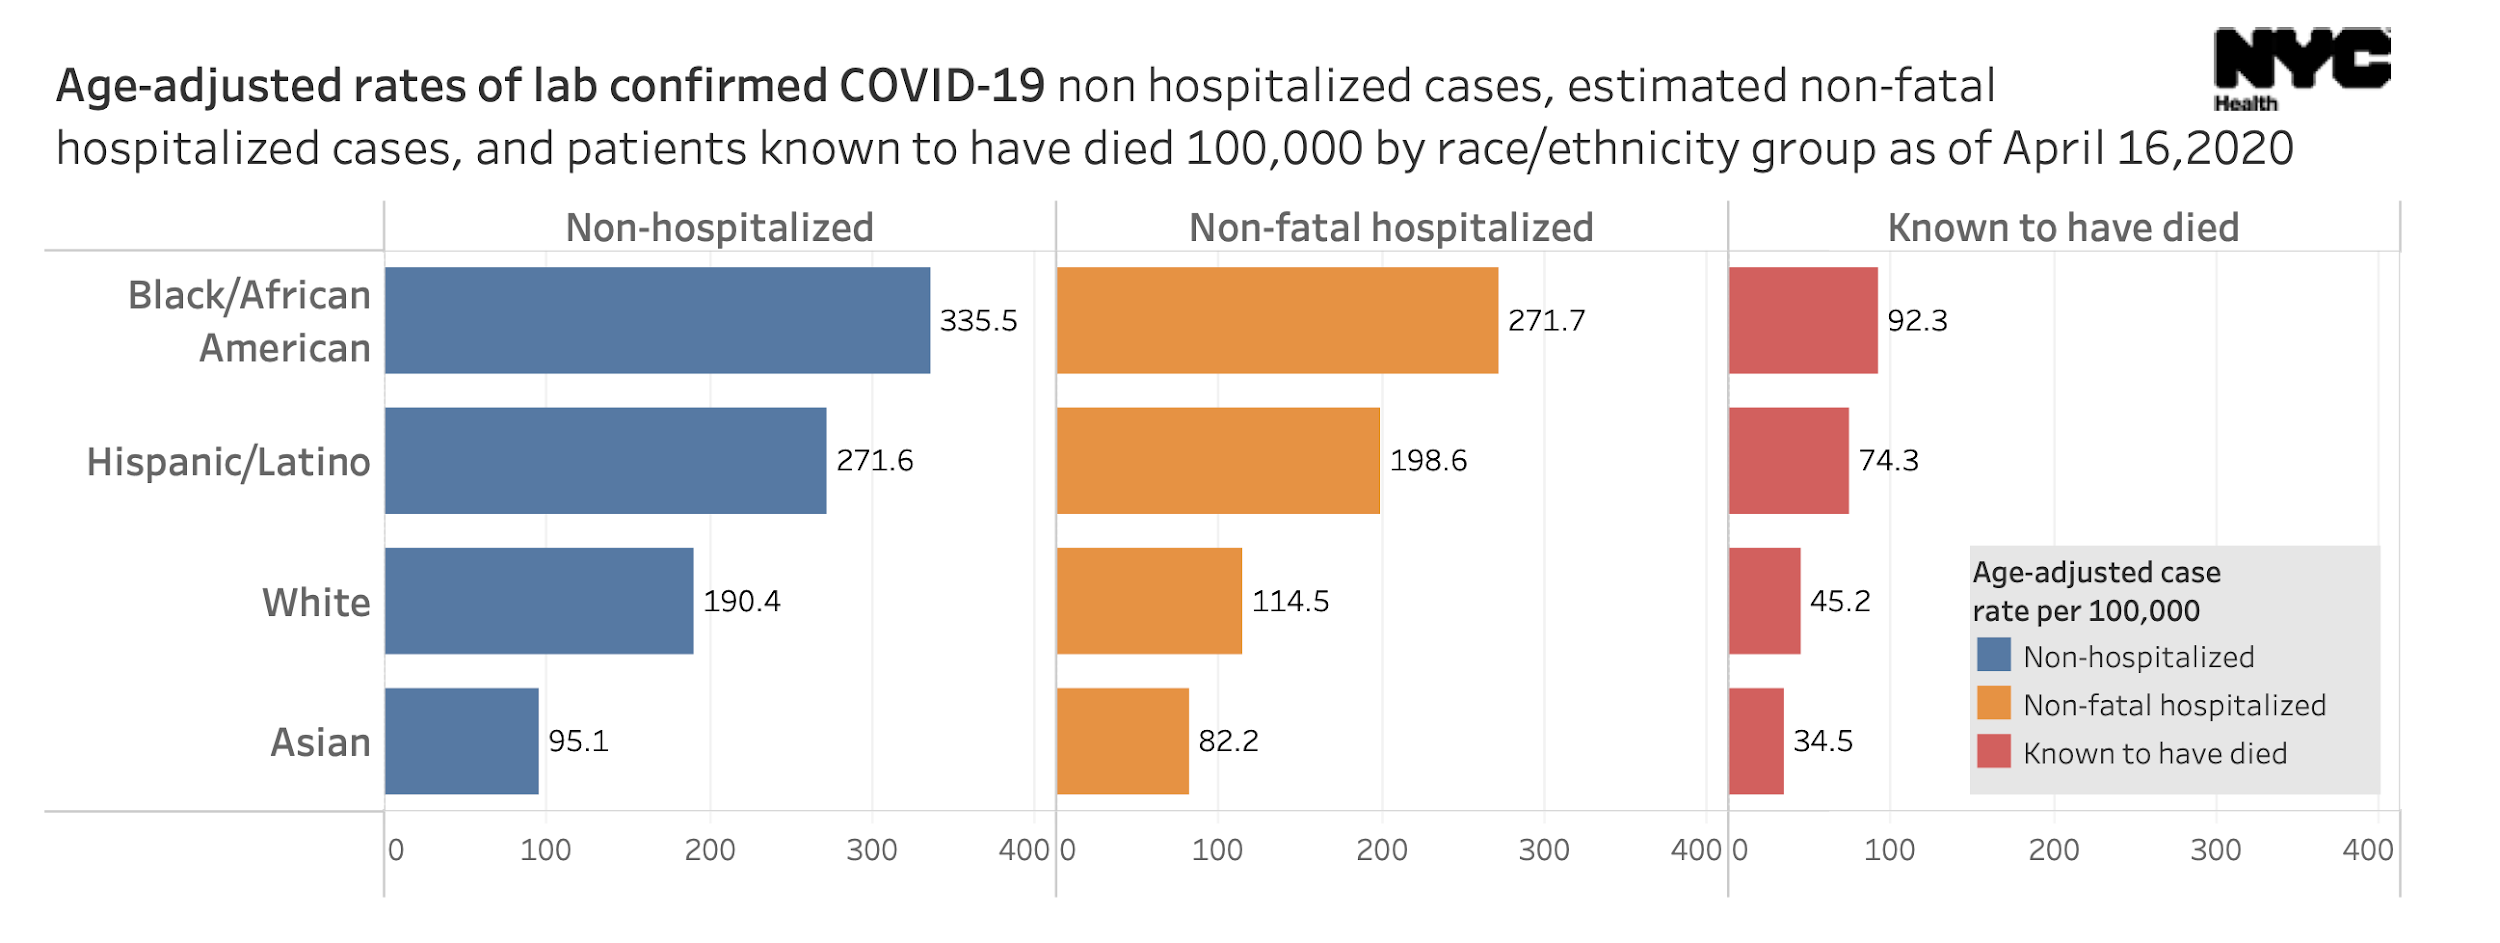 NYC
Health
Age-adjusted rates of lab confirmed COVID-19 non hospitalized cases, estimated non-fatal
hospitalized cases, and patients known to have died 100,000 by race/ethnicity group as of April 16,2020
Non-hospitalized
Non-fatal hospitalized
Known to have died
Black/African
American
335.5
271.7
92.3
Hispanic/Latino
271.6
198.6
74.3
White
190.4
114.5
45.2
Asian
95.1
82.2
34.5
Age-adjusted case
rate per 100,000
Non-hospitalized
Non-fatal hospitalized
Known to have died
0 100 200 300 400
0 100 200 300 400
0 100 200 300 400